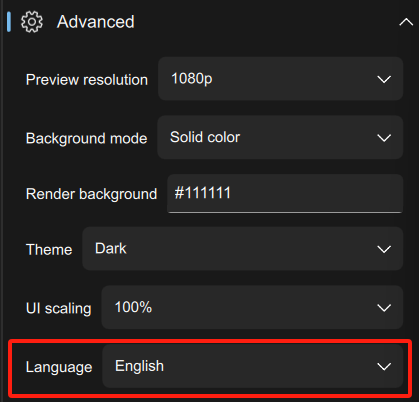 Advanced
Preview resolution 1080p
Background mode Solid color
Render background #111111
Theme Dark
UI scaling 100%
Language English